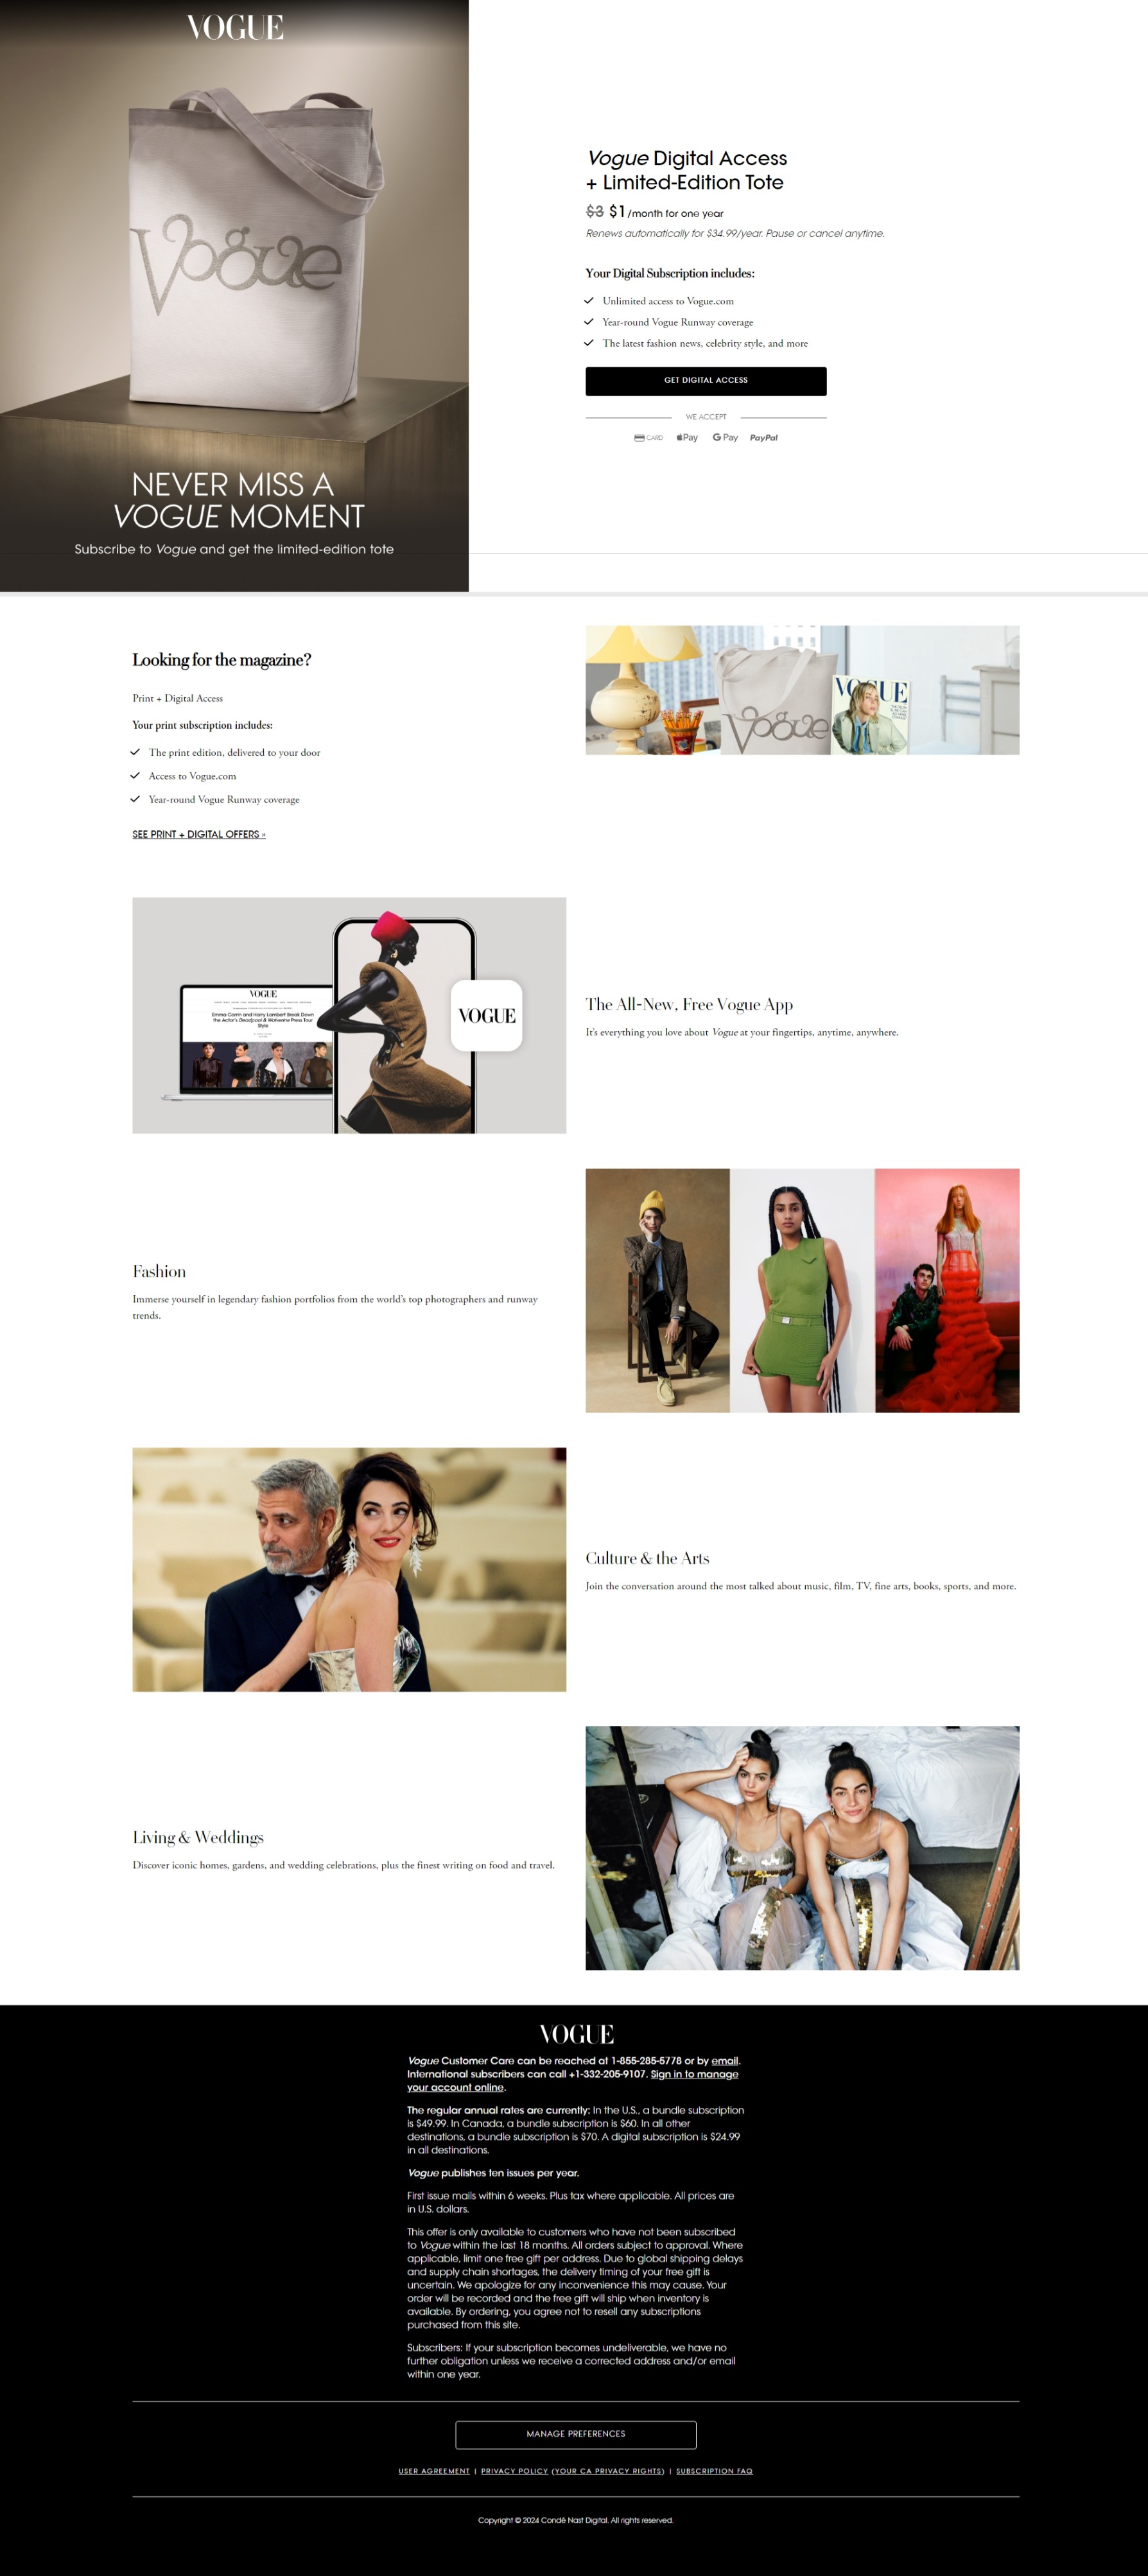 VOGUE
Vogue
NEVER MISS A
VOGUE MOMENT
Subscribe to Vogue and get the limited-edition tote
Vogue Digital Access
+ Limited-Edition Tote
$3 $1/month for one year
Renews automatically for $34.99/year. Pause or cancel anytime.
Your Digital Subscription includes:
Unlimited access to Vogue.com
Year-round Vogue Runway coverage
The latest fashion news, celebrity style, and more
GET DIGITAL ACCESS
WE ACCEPT
CARD Pay G Pay PayPal
Looking for the magazine?
Print + Digital Access
Your print subscription includes:
The print edition, delivered to your door
Access to Vogue.com
Year-round Vogue Runway coverage
SEE PRINT + DIGITAL OFFERS »
Vogue
VOGUE
VOGUE
Emma Corrin and Harry Lambert Break Down
the Actor's Deadpool & Wolverine Press Tour
Style
VOGUE
The All-New, Free Vogue App
It's everything you love about Vogue at your fingertips, anytime, anywhere.
Fashion
Immerse yourself in legendary fashion portfolios from the world's top photographers and runway
trends.
Culture & the Arts
Join the conversation around the most talked about music, film, TV, fine arts, books, sports, and more.
Living & Weddings
Discover iconic homes, gardens, and wedding celebrations, plus the finest writing on food and travel.
VOGUE
Vogue Customer Care can be reached at 1-855-285-5778 or by email.
International subscribers can call +1-332-205-9107. Sign in to manage
your account online.
The regular annual rates are currently: In the U.S., a bundle subscription
is $49.99. In Canada, a bundle subscription is $60. In all other
destinations, a bundle subscription is $70. A digital subscription is $24.99
in all destinations.
Vogue publishes ten issues per year.
First issue mails within 6 weeks. Plus tax where applicable. All prices are
in U.S. dollars.
This offer is only available to customers who have not been subscribed
to Vogue within the last 18 months. All orders subject to approval. Where
applicable, limit one free gift per address. Due to global shipping delays
and supply chain shortages, the delivery timing of your free gift is
uncertain. We apologize for any inconvenience this may cause. Your
order will be recorded and the free gift will ship when inventory is
available. By ordering, you agree not to resell any subscriptions
purchased from this site.
Subscribers: If your subscription becomes undeliverable, we have no
further obligation unless we receive a corrected address and/or email
within one year.
MANAGE PREFERENCES
USER AGREEMENT | PRIVACY POLICY (YOUR CA PRIVACY RIGHTS) | SUBSCRIPTION FAQ
Copyright © 2024 Condé Nast Digital. All rights reserved.